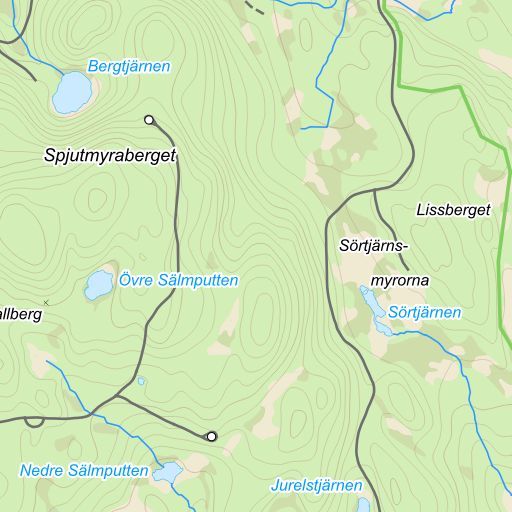 Bergtjärnen
Spjutmyraberget
Lissberget
Sörtjärns-
myrorna
Övre Sälmputten
Sörtjärnen
allberg
Nedre Sälmputten
Jurelstjärnen